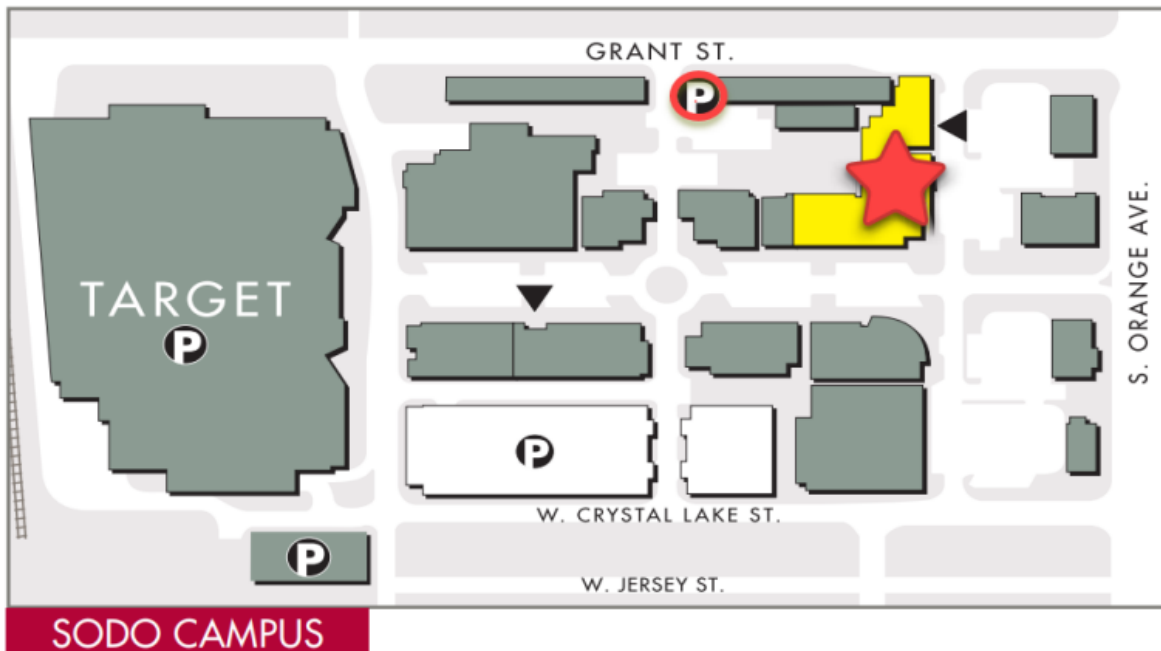 GRANT ST.
P
TARGET
P
S. ORANGE AVE.
P
W. CRYSTAL LAKE ST.
P
W. JERSEY ST.
SODO CAMPUS